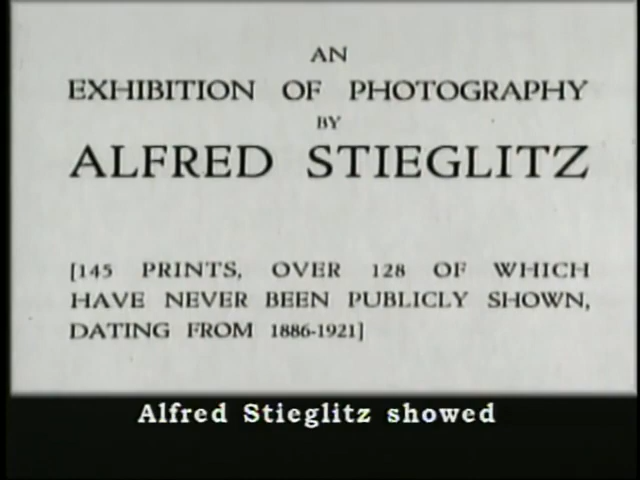 AN
EXHIBITION OF PHOTOGRAPHY
BY
ALFRED STIEGLITZ
[145 PRINTS, OVER 128 OF WHICH
HAVE NEVER BEEN PUBLICLY SHOWN,
DATING FROM 1886-1921]
Alfred Stieglitz showed